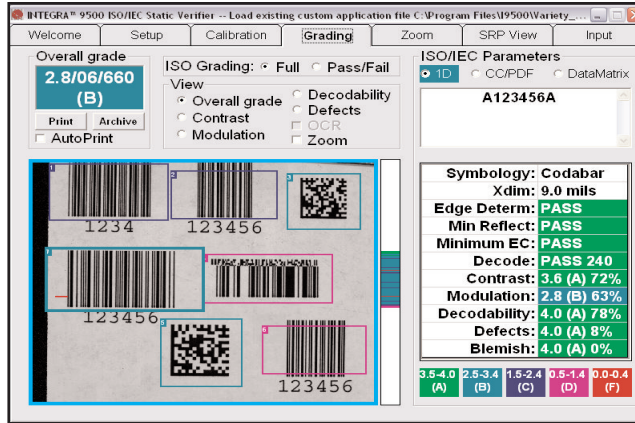 INTEGRA™ 9500 ISO/IEC Static Verifier -- Load existing custom application file C:\Program Files\I9500\Variety_...
Welcome Setup Calibration Grading Zoom SRP View Input
Overall grade
2.8/06/660
(B)
Print Archive
AutoPrint
ISO Grading: Full Pass/Fail
View
Overall grade
Contrast
Modulation
Decodability
Defects
OCR
Zoom
ISO/IEC Parameters
1D CC/PDF DataMatrix
A123456A
1234
123456
123456
123456
Symbology: Codabar
Xdim: 9.0 mils
Edge Determ: PASS
Min Reflect: PASS
Minimum EC: PASS
Decode: PASS 240
Contrast: 3.6 (A) 72%
Modulation: 2.8 (B) 63%
Decodability: 4.0 (A) 78%
Defects: 4.0 (A) 8%
Blemish: 4.0 (A) 0%
3.5-4.0 2.5-3.4 1.5-2.4 0.5-1.4 0.0-0.4
(A) (B) (C) (D) (F)